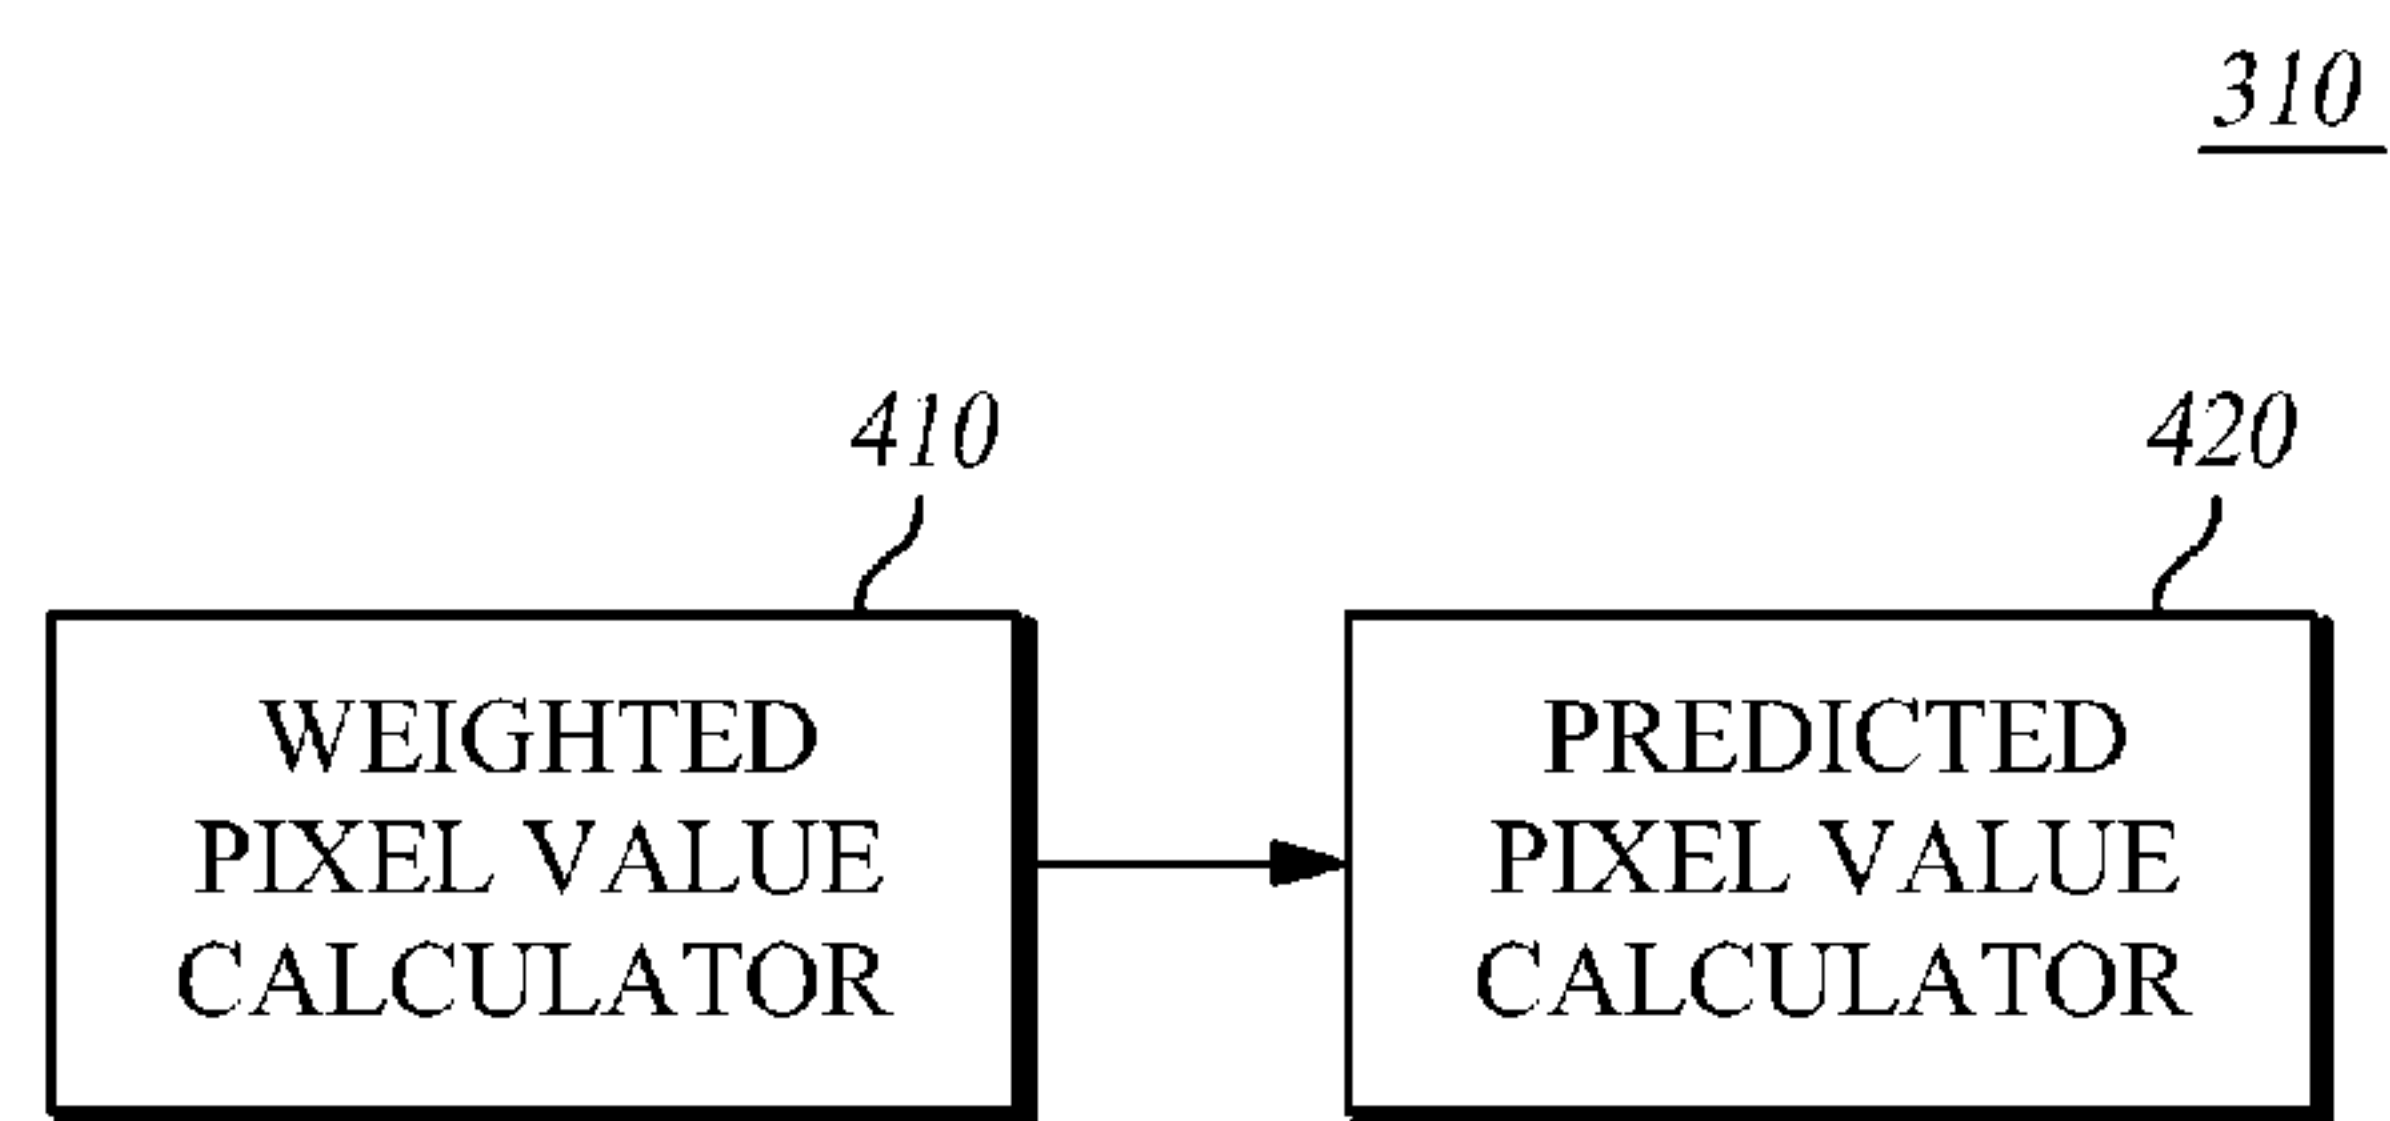 310
410
420
WEIGHTED
PIXEL VALUE
CALCULATOR
PREDICTED
PIXEL VALUE
CALCULATOR